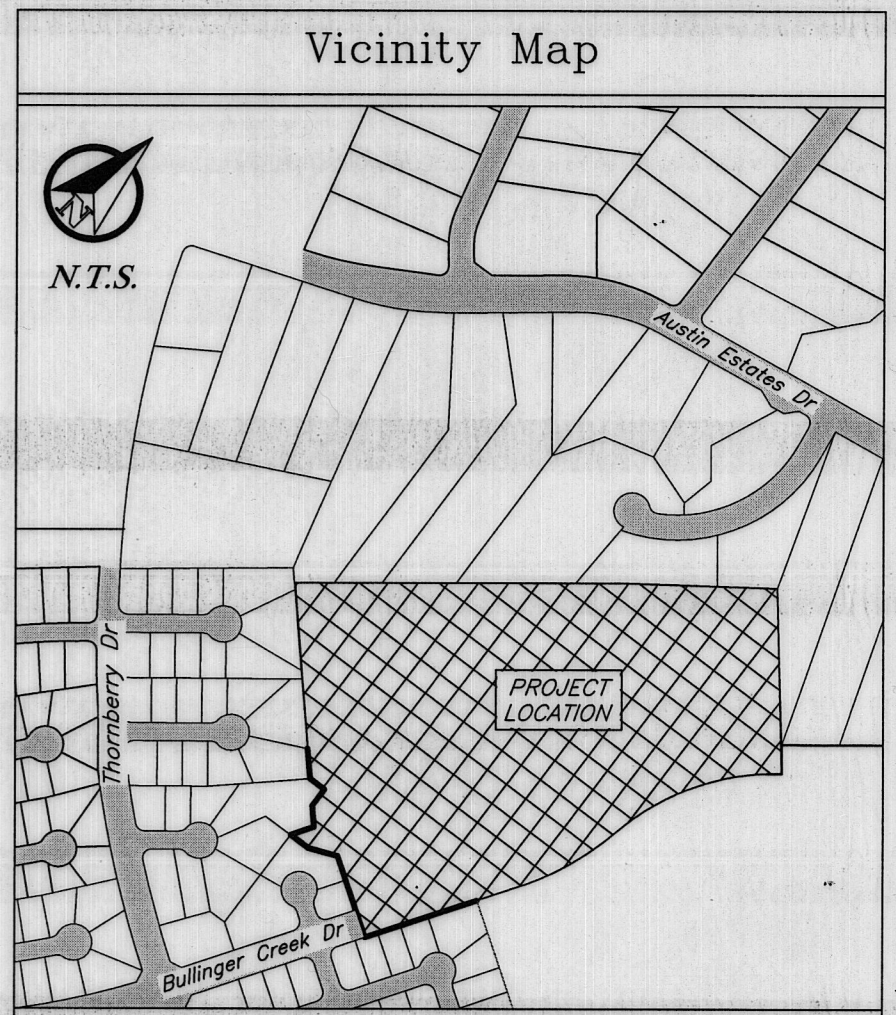 Vicinity Map
N
N.T.S.
Austin Estates Dr
Thornberry Dr
PROJECT
LOCATION
Bullinger Creek Dr